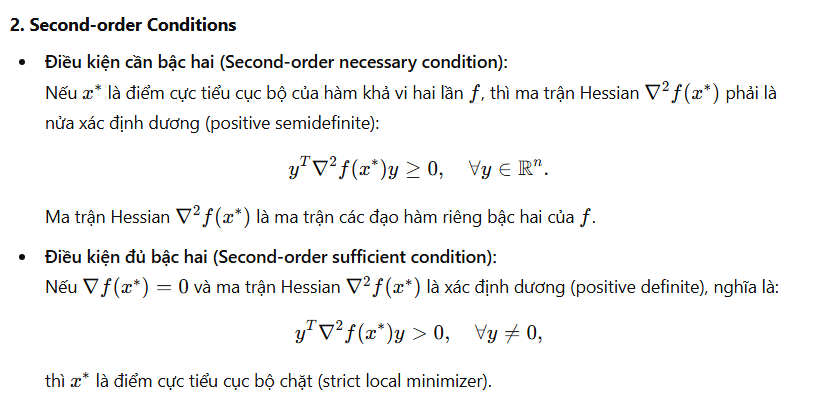 2. Second-order Conditions
• Điều kiện cần bậc hai (Second-order necessary condition):
Nếu x* là điểm cực tiểu cục bộ của hàm khả vi hai lần f, thì ma trận Hessian ∇²f(x*) phải là
nửa xác định dương (positive semidefinite):
yᵀ∇²f(x*)y ≥ 0, ∀y ∈ ℝⁿ.
Ma trận Hessian ∇²f(x*) là ma trận các đạo hàm riêng bậc hai của f.
• Điều kiện đủ bậc hai (Second-order sufficient condition):
Nếu ∇f(x*) = 0 và ma trận Hessian ∇²f(x*) là xác định dương (positive definite), nghĩa là:
yᵀ∇²f(x*)y > 0, ∀y ≠ 0,
thì x* là điểm cực tiểu cục bộ chặt (strict local minimizer).